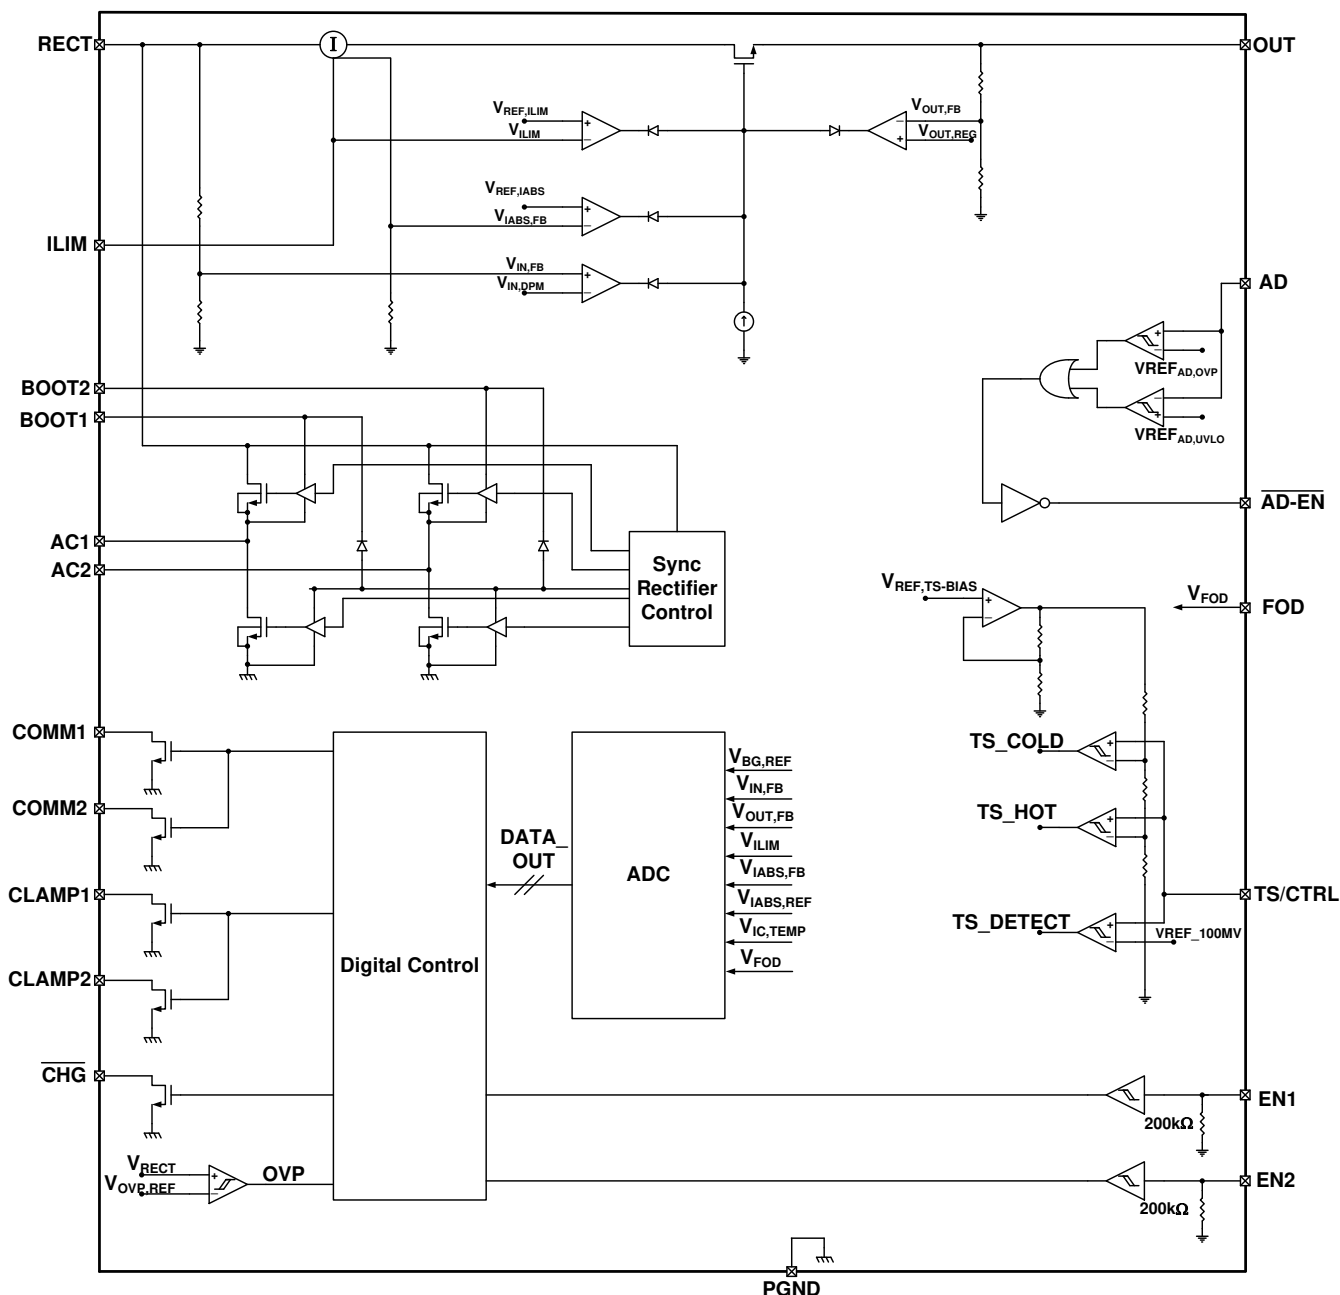 RECT
I
OUT
VREF,ILIM
VILIM
VOUT,FB
VOUT,REG
VREF,IABS
VIABS,FB
ILIM
VIN,FB
VIN,DPM
AD
VREFAD,OVP
VREFAD,UVLO
BOOT2
BOOT1
AD-EN
AC1
AC2
Sync
Rectifier
Control
VREF,TS-BIAS
VFOD
FOD
COMM1
COMM2
CLAMP1
CLAMP2
CHG
Digital Control
DATA_
OUT
ADC
VBG,REF
VIN,FB
VOUT,FB
VILIM
VIABS,FB
VIABS,REF
VIC,TEMP
VFOD
TS_COLD
TS_HOT
TS/CTRL
TS_DETECT
VREF_100MV
EN1
200kΩ
VRECT
VOVP,REF
OVP
EN2
200kΩ
PGND